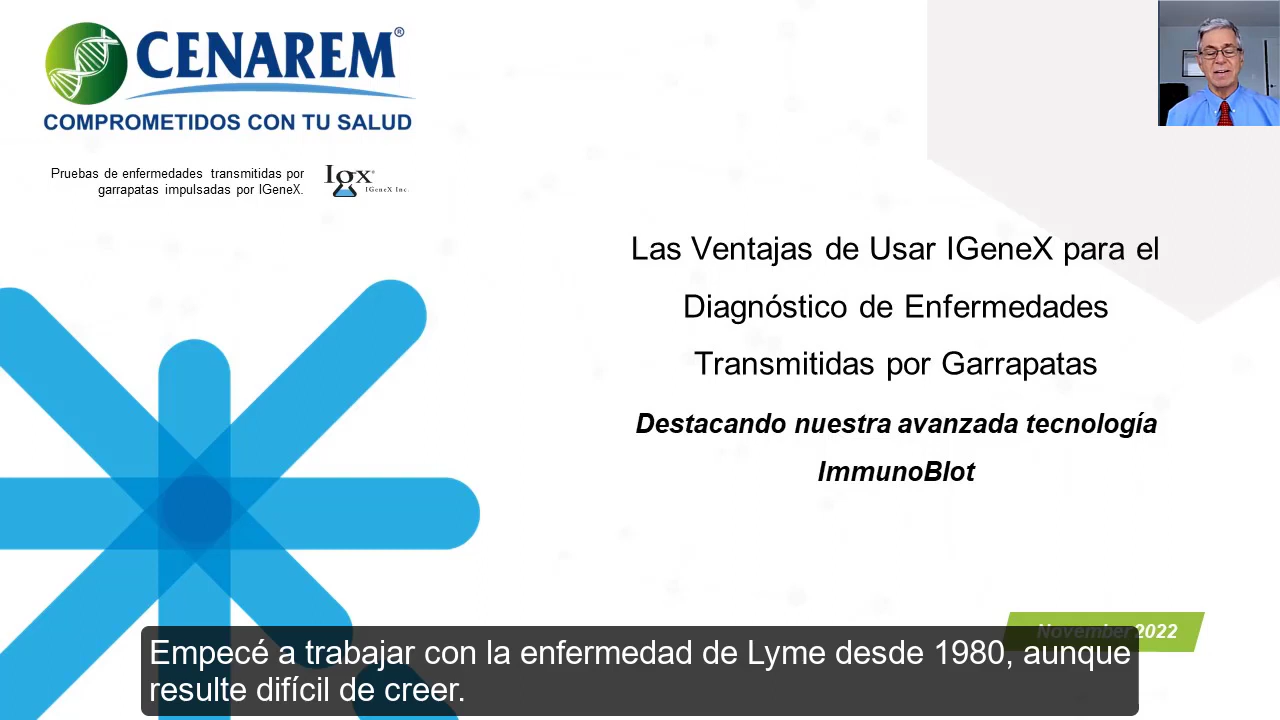 CENAREM®
COMPROMETIDOS CON TU SALUD
Pruebas de enfermedades transmitidas por
garrapatas impulsadas por IGeneX.
Igx®
IGeneX Inc.
Las Ventajas de Usar IGeneX para el
Diagnóstico de Enfermedades
Transmitidas por Garrapatas
Destacando nuestra avanzada tecnología
ImmunoBlot
November 2022
Empecé a trabajar con la enfermedad de Lyme desde 1980, aunque
resulte difícil de creer.